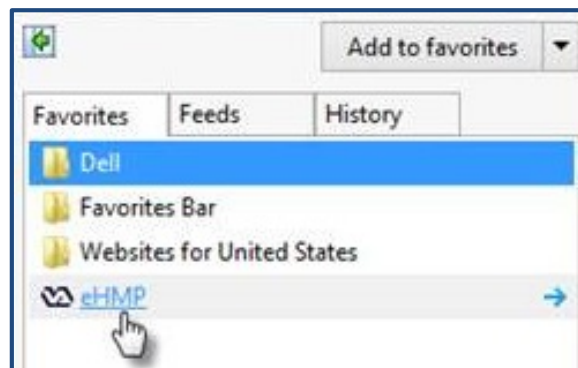 Add to favorites
Favorites Feeds History
Dell
Favorites Bar
Websites for United States
eHMP